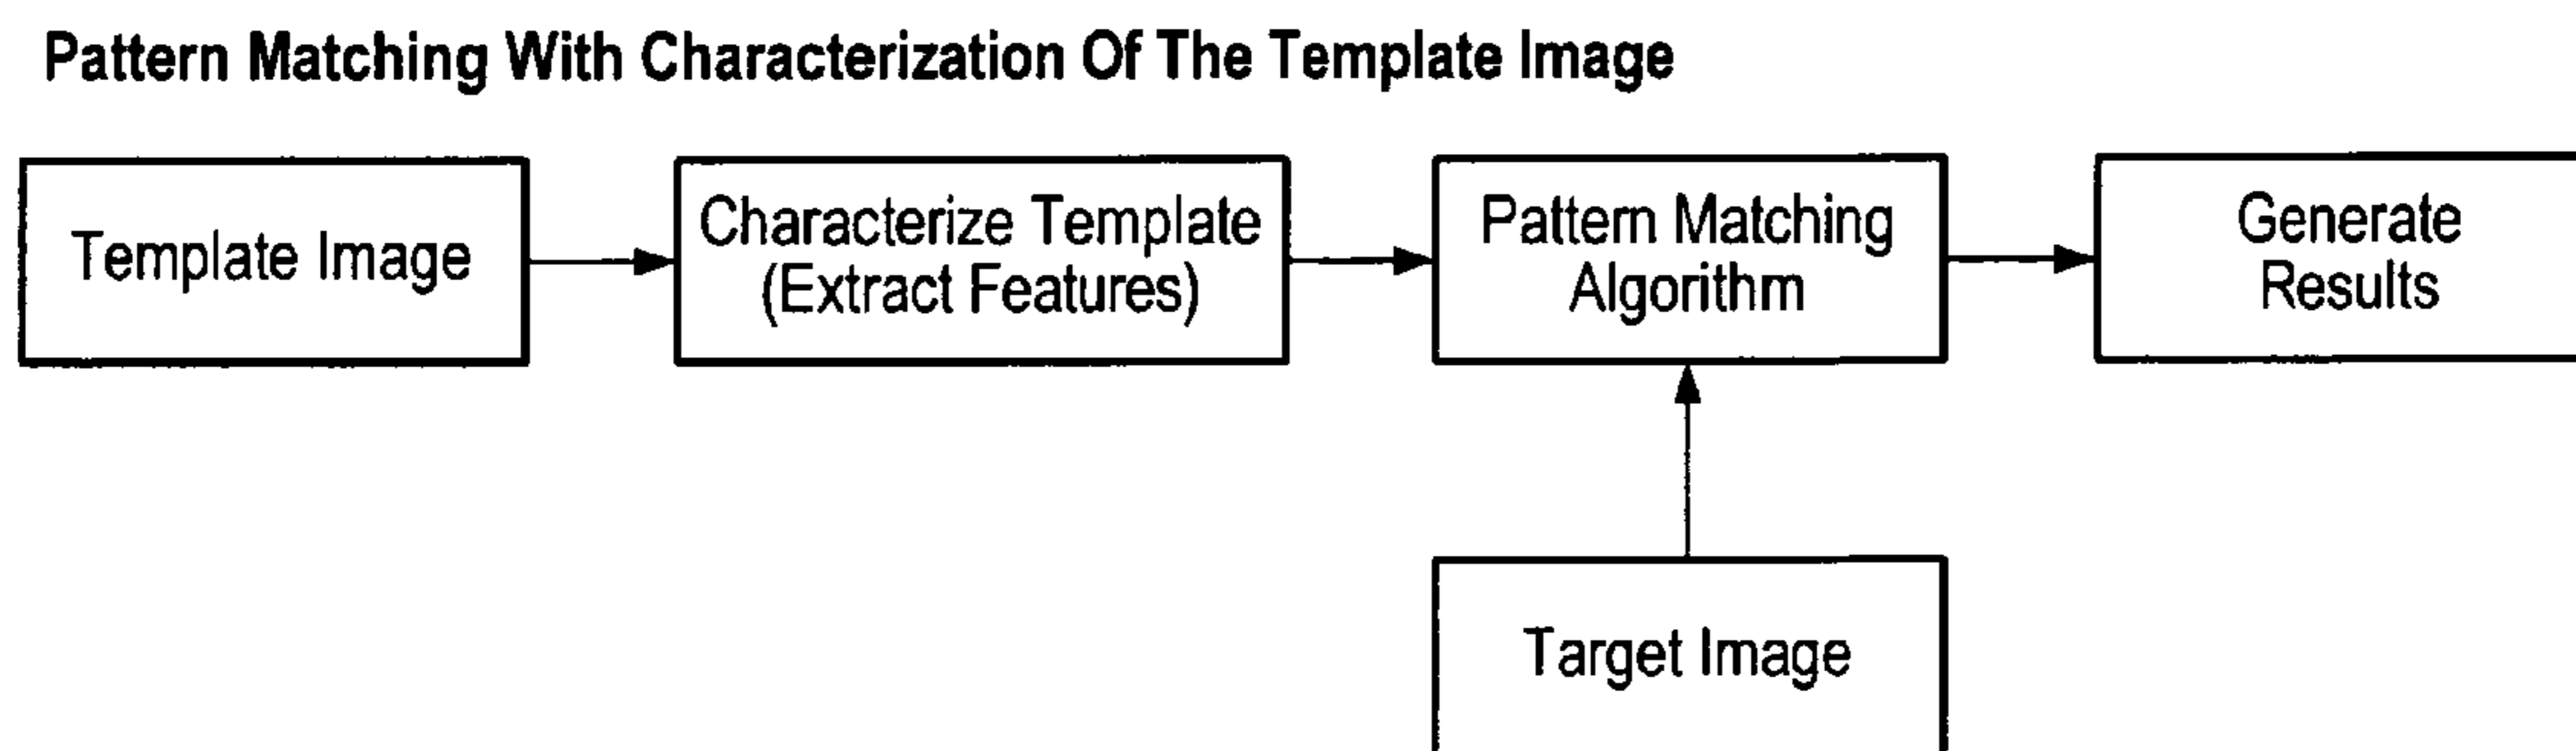 Pattern Matching With Characterization Of The Template Image
Template Image
Characterize Template
(Extract Features)
Pattern Matching
Algorithm
Generate
Results
Target Image